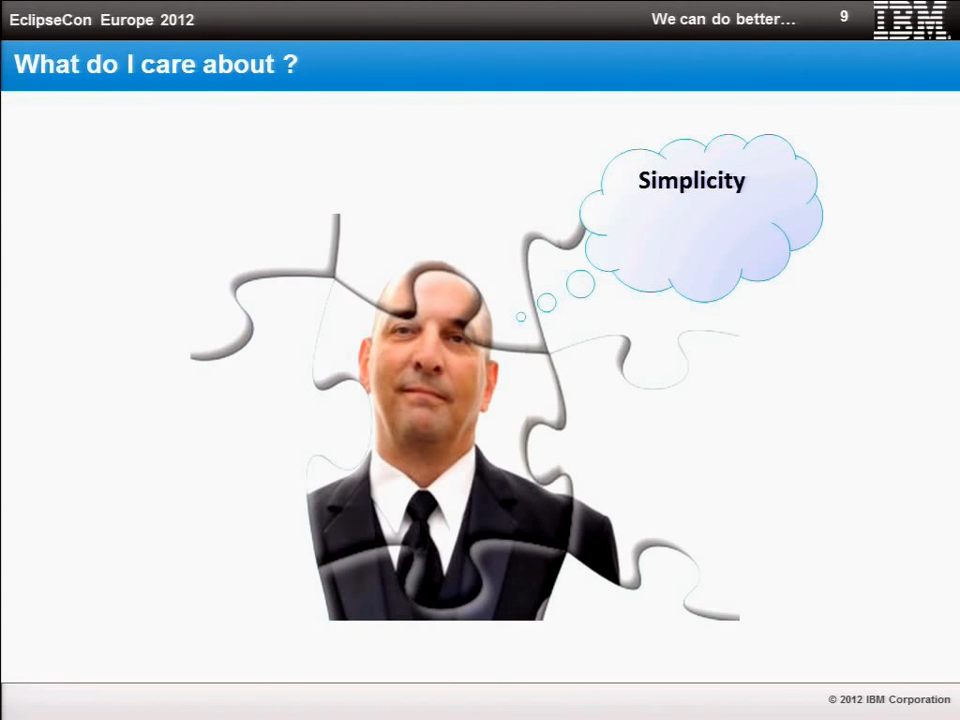 EclipseCon Europe 2012
We can do better…
9
IBM
What do I care about ?
Simplicity
© 2012 IBM Corporation